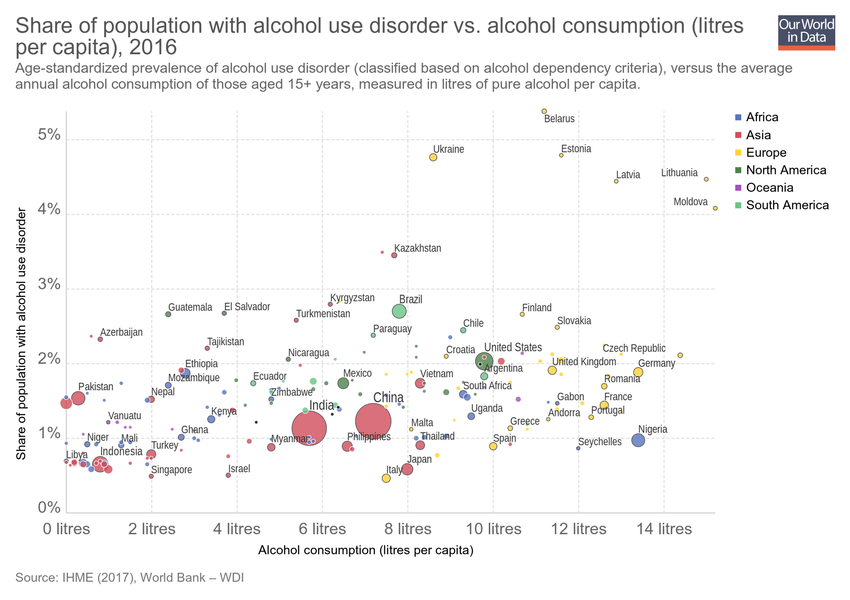 Share of population with alcohol use disorder vs. alcohol consumption (litres
per capita), 2016
Our World
in Data
Age-standardized prevalence of alcohol use disorder (classified based on alcohol dependency criteria), versus the average
annual alcohol consumption of those aged 15+ years, measured in litres of pure alcohol per capita.
Africa
Asia
Europe
North America
Oceania
South America
Share of population with alcohol use disorder
5%
4%
3%
2%
1%
0%
Belarus
Ukraine
Estonia
Latvia
Lithuania
Moldova
Kazakhstan
Guatemala
El Salvador
Kyrgyzstan
Turkmenistan
Brazil
Paraguay
Chile
Finland
Slovakia
Azerbaijan
Tajikistan
Nicaragua
Croatia
United States
Czech Republic
Ethiopia
Mozambique
Ecuador
Mexico
Vietnam
Argentina
United Kingdom
Germany
Pakistan
Nepal
Zimbabwe
South Africa
Romania
India
China
Gabon
France
Vanuatu
Kenya
Uganda
Andorra
Portugal
Niger
Mali
Ghana
Malta
Greece
Turkey
Myanmar
Philippines
Thailand
Spain
Seychelles
Nigeria
Libya
Indonesia
Singapore
Israel
Japan
Italy
0 litres
2 litres
4 litres
6 litres
8 litres
10 litres
12 litres
14 litres
Alcohol consumption (litres per capita)
Source: IHME (2017), World Bank – WDI